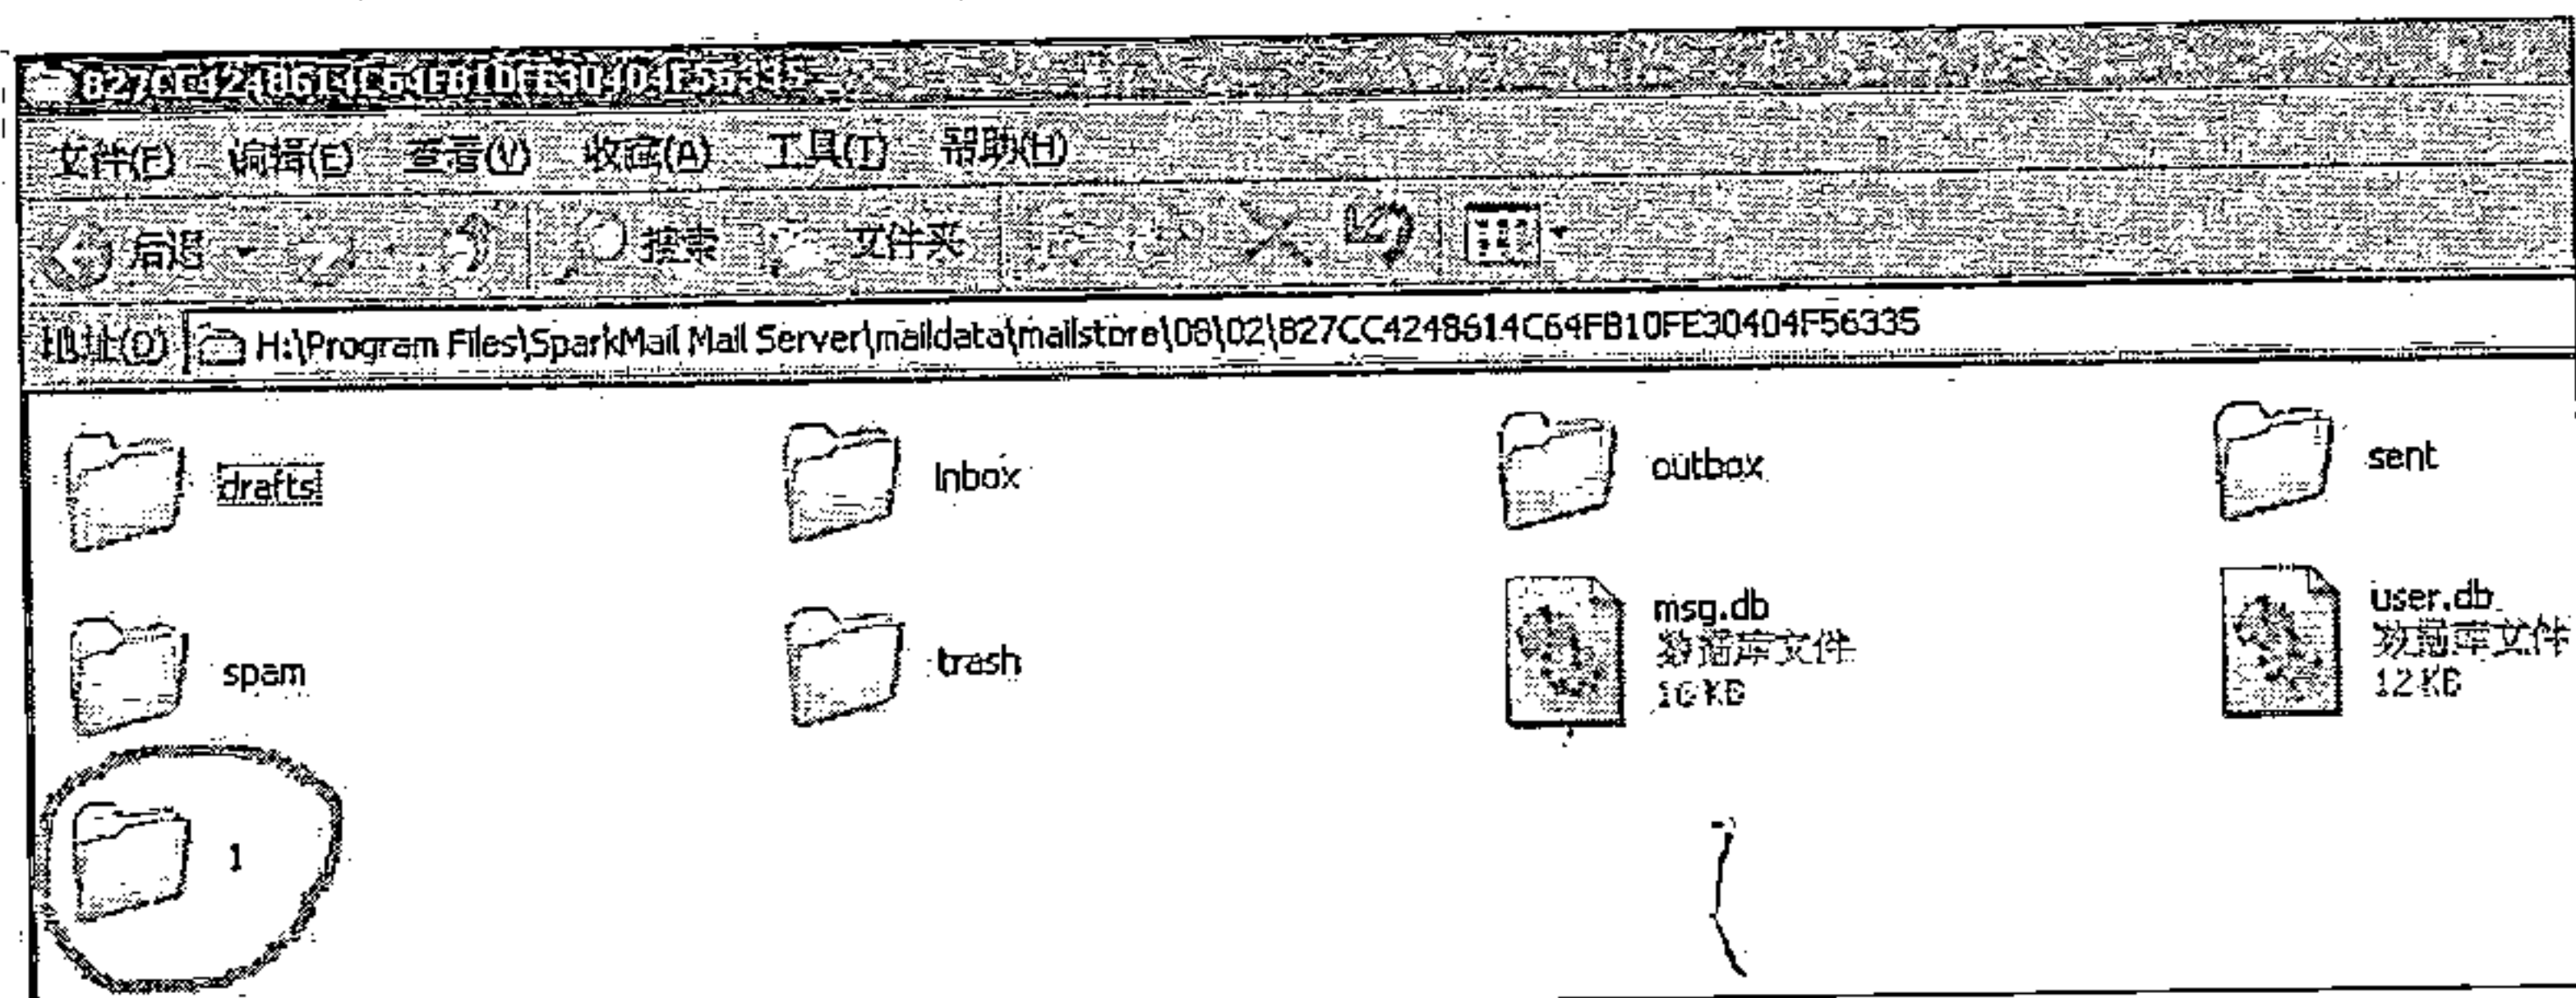 827CC4248614C64FB10FE30404F56335
文件(F) 编辑(E) 查看(V) 收藏(A) 工具(T) 帮助(H)
后退 搜索 文件夹
地址(D) H:\Program Files\SparkMail Mail Server\maildata\mailstore\08\02\827CC4248614C64FB10FE30404F56335
drafts Inbox outbox sent
spam trash msg.db user.db
数据库文件 数据库文件
16 KB 12 KB
1